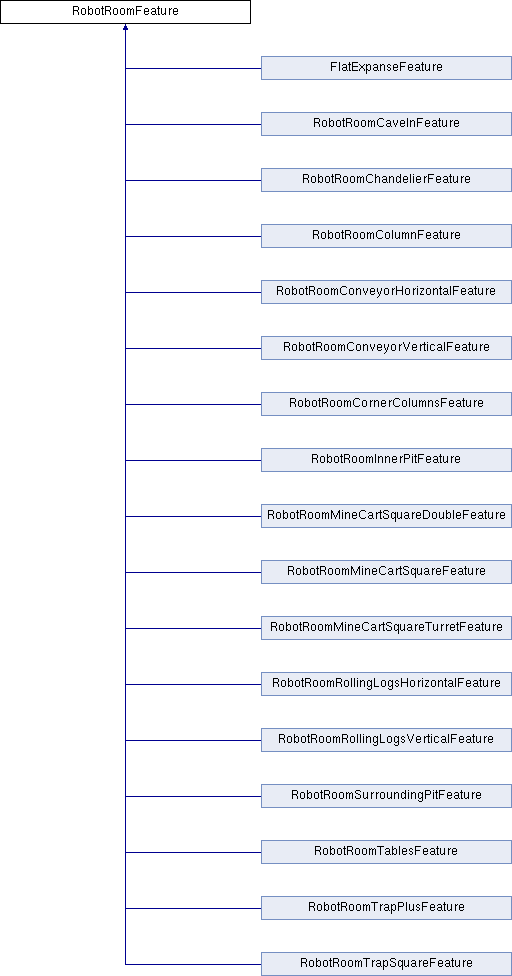 RobotRoomFeature
FlatExpanseFeature
RobotRoomCaveInFeature
RobotRoomChandelierFeature
RobotRoomColumnFeature
RobotRoomConveyorHorizontalFeature
RobotRoomConveyorVerticalFeature
RobotRoomCornerColumnsFeature
RobotRoomInnerPitFeature
RobotRoomMineCartSquareDoubleFeature
RobotRoomMineCartSquareFeature
RobotRoomMineCartSquareTurretFeature
RobotRoomRollingLogsHorizontalFeature
RobotRoomRollingLogsVerticalFeature
RobotRoomSurroundingPitFeature
RobotRoomTablesFeature
RobotRoomTrapPlusFeature
RobotRoomTrapSquareFeature